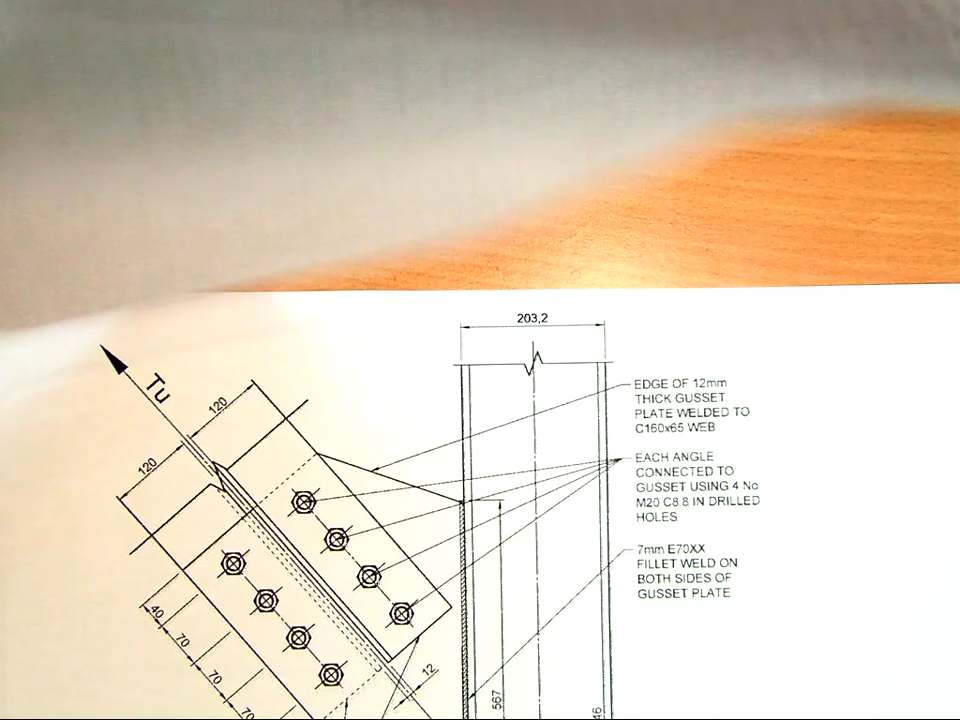 203,2
EDGE OF 12mm
THICK GUSSET
PLATE WELDED TO
C160x65 WEB
Tu
120
120
EACH ANGLE
CONNECTED TO
GUSSET USING 4 No
M20 C8.8 IN DRILLED
HOLES
7mm E70XX
FILLET WELD ON
BOTH SIDES OF
GUSSET PLATE
40
70
70
70
12
567
46